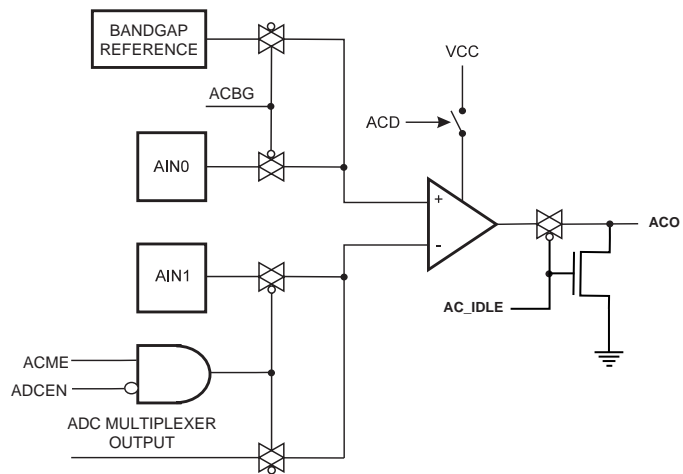 BANDGAP
REFERENCE
VCC
ACBG
ACD
AIN0
+
-
ACO
AIN1
AC_IDLE
ACME
ADCEN
ADC MULTIPLEXER
OUTPUT